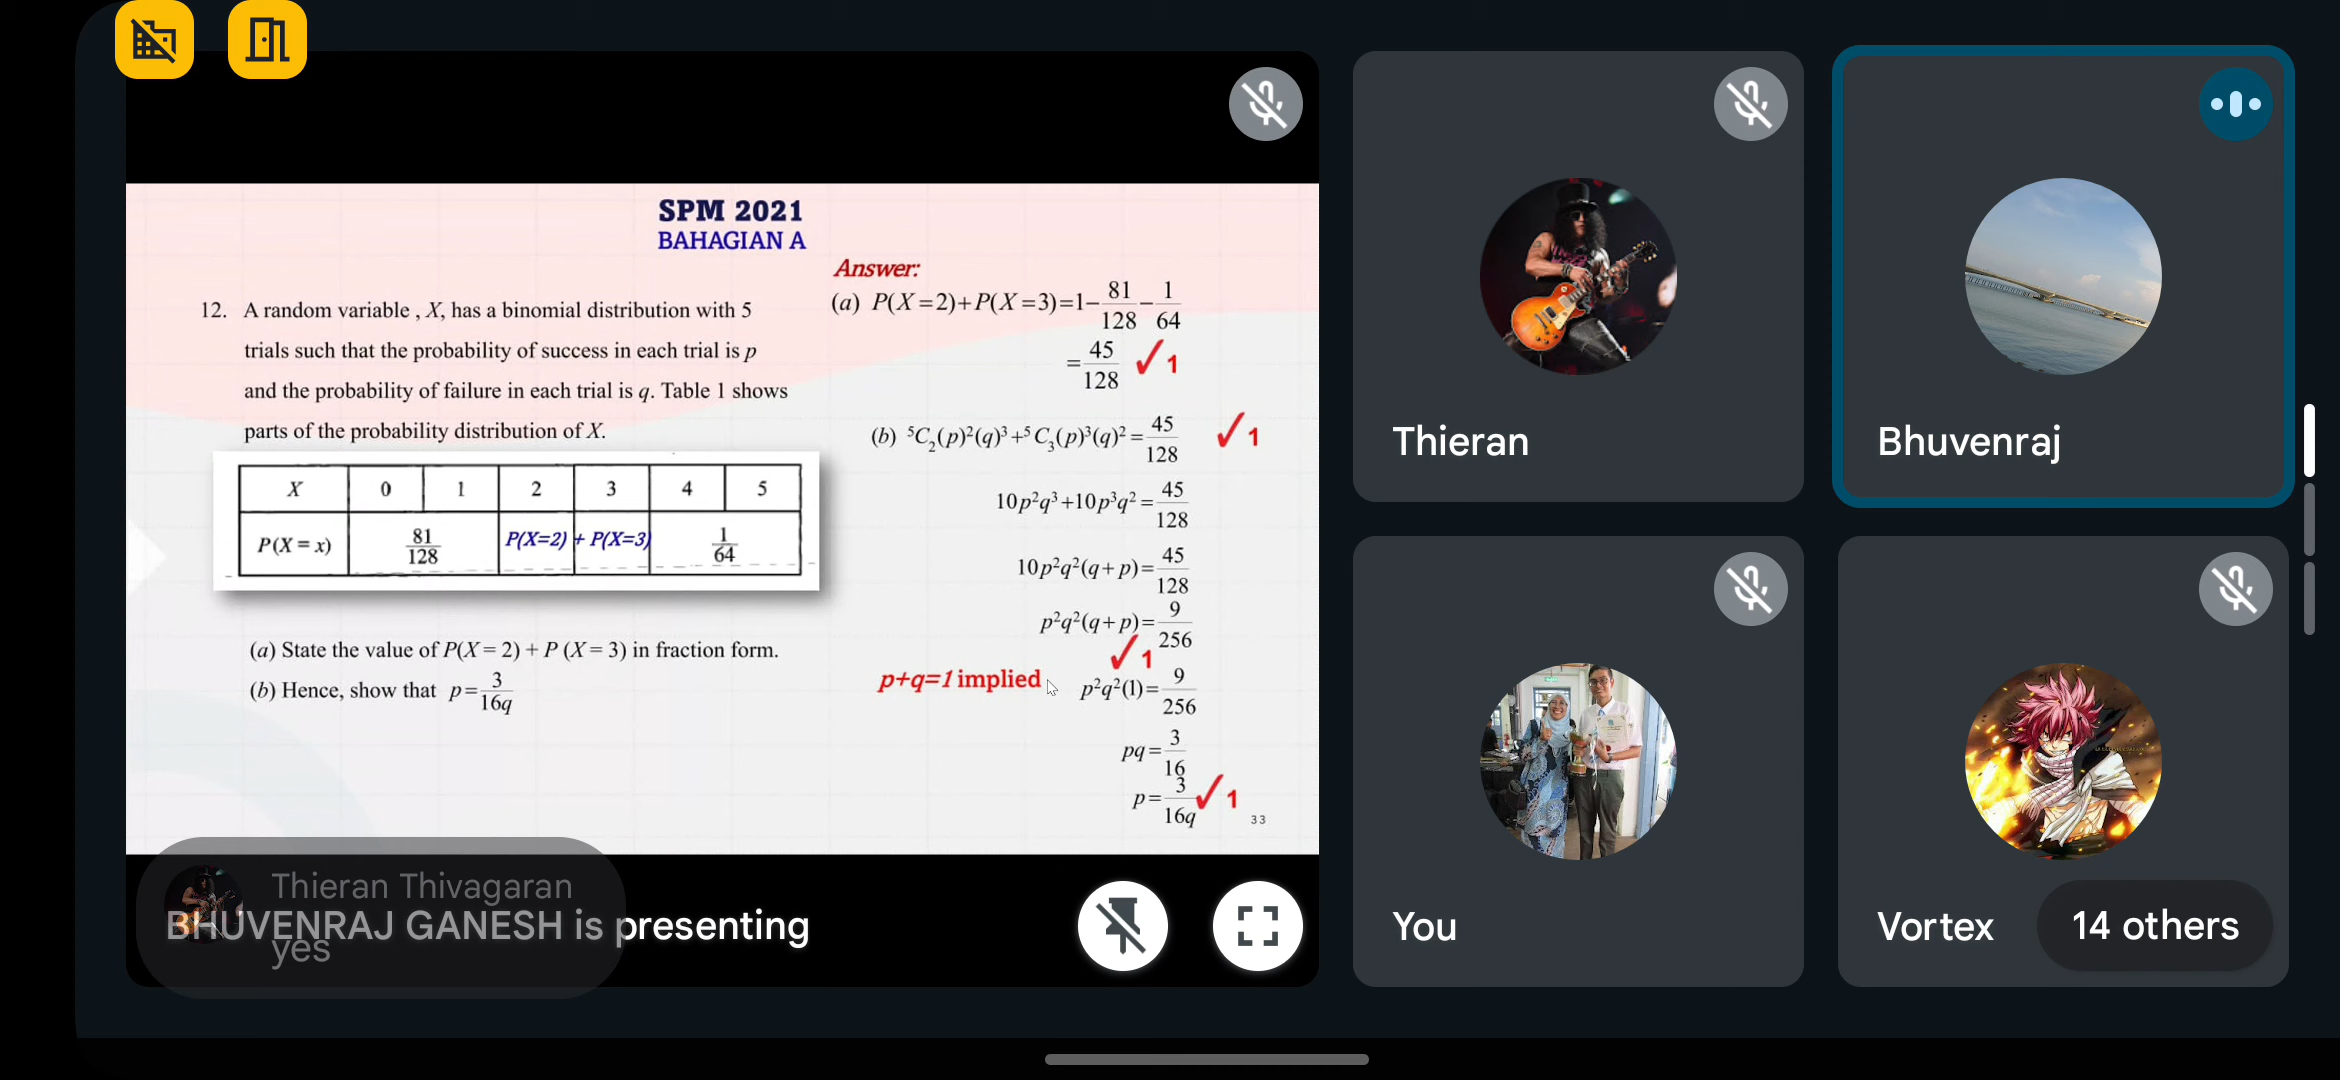 SPM 2021
BAHAGIAN A
12. A random variable , X, has a binomial distribution with 5
trials such that the probability of success in each trial is p
and the probability of failure in each trial is q. Table 1 shows
parts of the probability distribution of X.
X 0 1 2 3 4 5
P(X = x) 81/128 P(X=2) + P(X=3) 1/64
(a) State the value of P(X = 2) + P (X = 3) in fraction form.
(b) Hence, show that p = 3/16q
Answer:
(a) P(X=2)+P(X=3)=1−81/128−1/64
=45/128 ✓1
(b) ⁵C₂(p)²(q)³+⁵C₃(p)³(q)²=45/128 ✓1
10p²q³+10p³q²=45/128
10p²q²(q+p)=45/128
p²q²(q+p)=9/256
✓1
p+q=1 implied p²q²(1)=9/256
pq=3/16
p=3/16q ✓1
33
Thieran Thivagaran
BHUVENRAJ GANESH is presenting
yes
Thieran
Bhuvenraj
You
Vortex
14 others